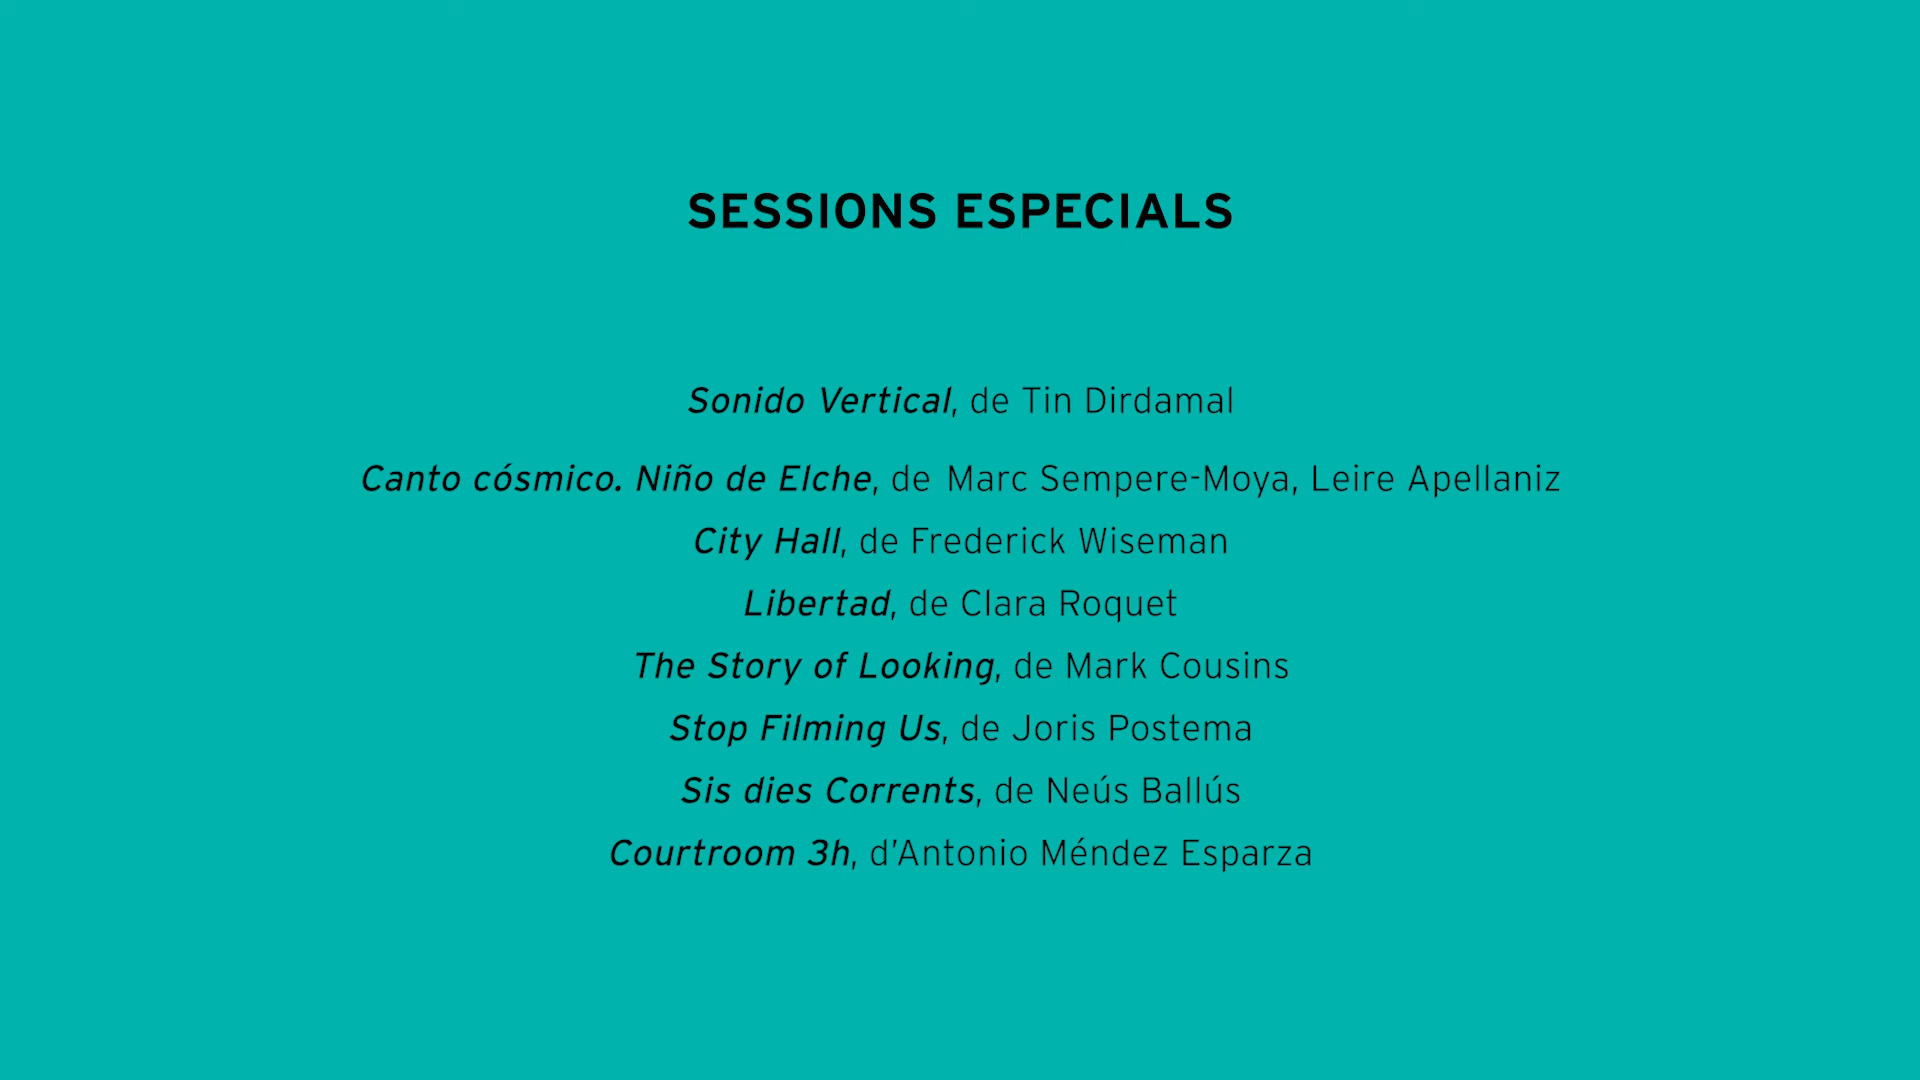 SESSIONS ESPECIALS
Sonido Vertical, de Tin Dirdamal
Canto cósmico. Niño de Elche, de Marc Sempere-Moya, Leire Apellaniz
City Hall, de Frederick Wiseman
Libertad, de Clara Roquet
The Story of Looking, de Mark Cousins
Stop Filming Us, de Joris Postema
Sis dies Corrents, de Neús Ballús
Courtroom 3h, d’Antonio Méndez Esparza